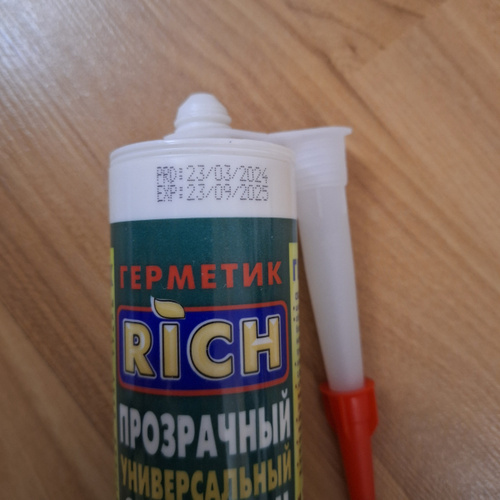 PRD:23/03/2024
EXP:23/09/2025
ГЕРМЕТИК
RICH
ПРОЗРАЧНЫЙ
УНИВЕРСАЛЬНЫЙ